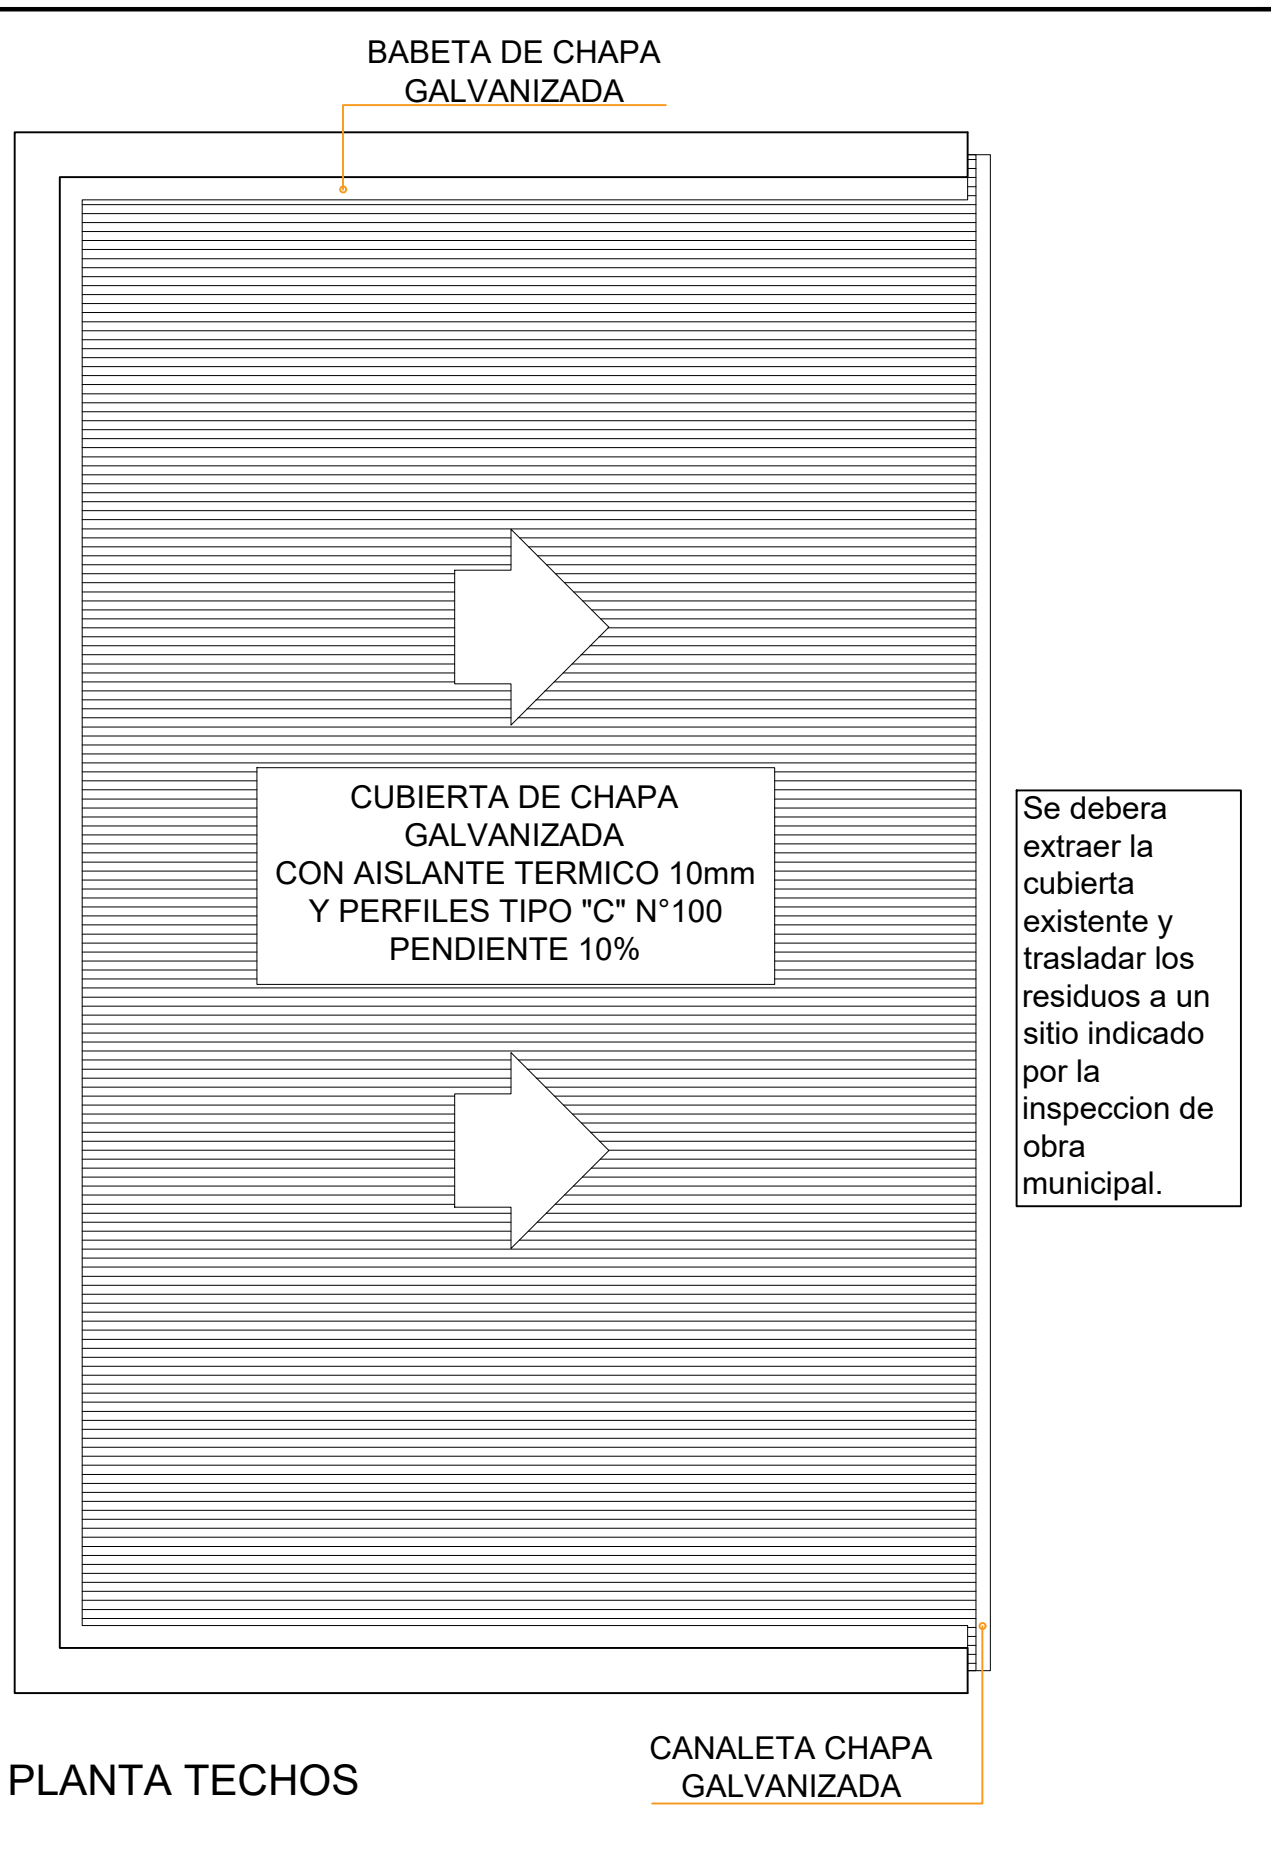 BABETA DE CHAPA
GALVANIZADA
CUBIERTA DE CHAPA
GALVANIZADA
CON AISLANTE TERMICO 10mm
Y PERFILES TIPO "C" N°100
PENDIENTE 10%
Se debera
extraer la
cubierta
existente y
trasladar los
residuos a un
sitio indicado
por la
inspeccion de
obra
municipal.
CANALETA CHAPA
GALVANIZADA
PLANTA TECHOS